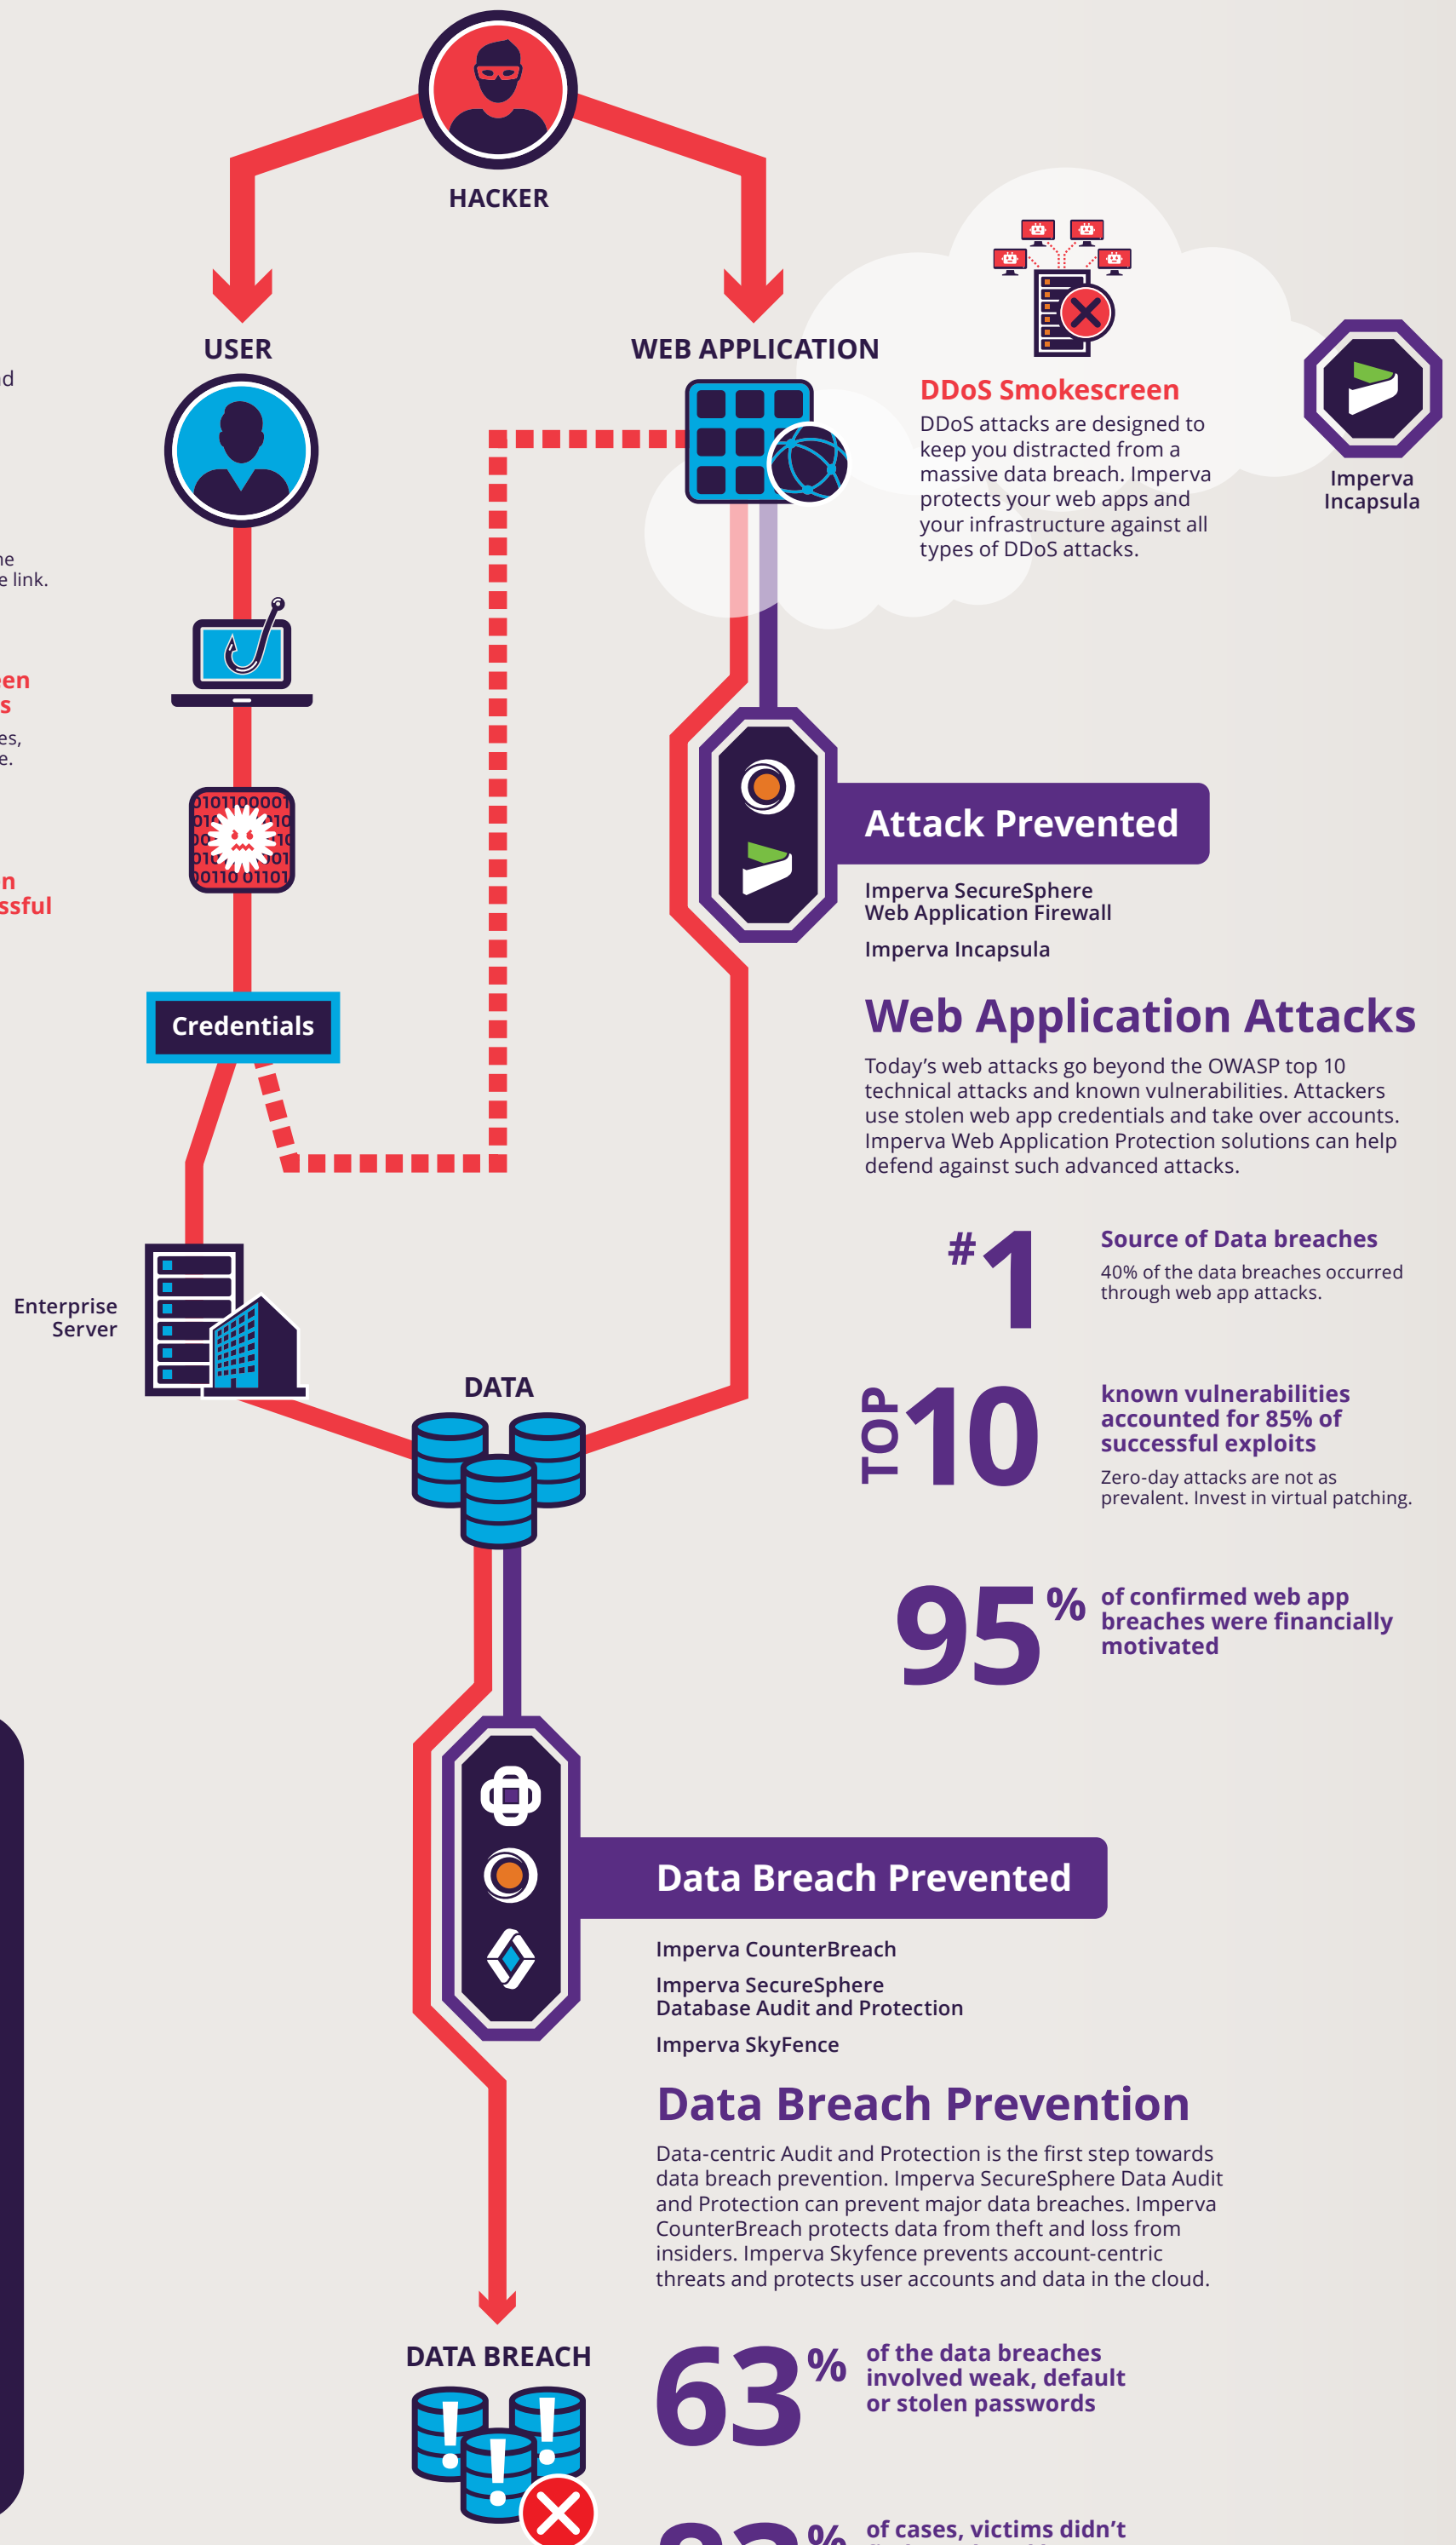 HACKER
USER
WEB APPLICATION
DDoS Smokescreen
DDoS attacks are designed to
keep you distracted from a
massive data breach. Imperva
protects your web apps and
your infrastructure against all
types of DDoS attacks.
Imperva
Incapsula
link.
Attack Prevented
Imperva SecureSphere
Web Application Firewall
Imperva Incapsula
Credentials
Web Application Attacks
Today's web attacks go beyond the OWASP top 10
technical attacks and known vulnerabilities. Attackers
use stolen web app credentials and take over accounts.
Imperva Web Application Protection solutions can help
defend against such advanced attacks.
#1
Source of Data breaches
40% of the data breaches occurred
through web app attacks.
Enterprise
Server
DATA
TOP 10
known vulnerabilities
accounted for 85% of
successful exploits
Zero-day attacks are not as
prevalent. Invest in virtual patching.
95%
of confirmed web app
breaches were financially
motivated
Data Breach Prevented
Imperva CounterBreach
Imperva SecureSphere
Database Audit and Protection
Imperva SkyFence
Data Breach Prevention
Data-centric Audit and Protection is the first step towards
data breach prevention. Imperva SecureSphere Data Audit
and Protection can prevent major data breaches. Imperva
CounterBreach protects data from theft and loss from
insiders. Imperva Skyfence prevents account-centric
threats and protects user accounts and data in the cloud.
DATA BREACH
63%
of the data breaches
involved weak, default
or stolen passwords
%
of cases, victims didn't